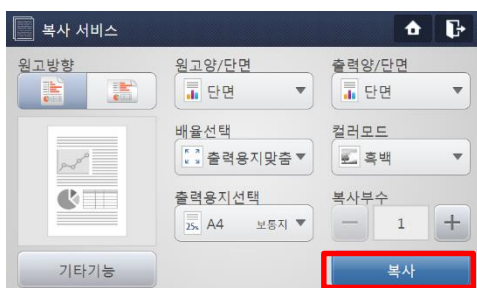 복사 서비스
원고방향
원고양/단면
출력양/단면
단면
단면
배율선택
컬러모드
출력용지맞춤
흑백
출력용지선택
복사부수
25% A4 보통지
1
기타기능
복사